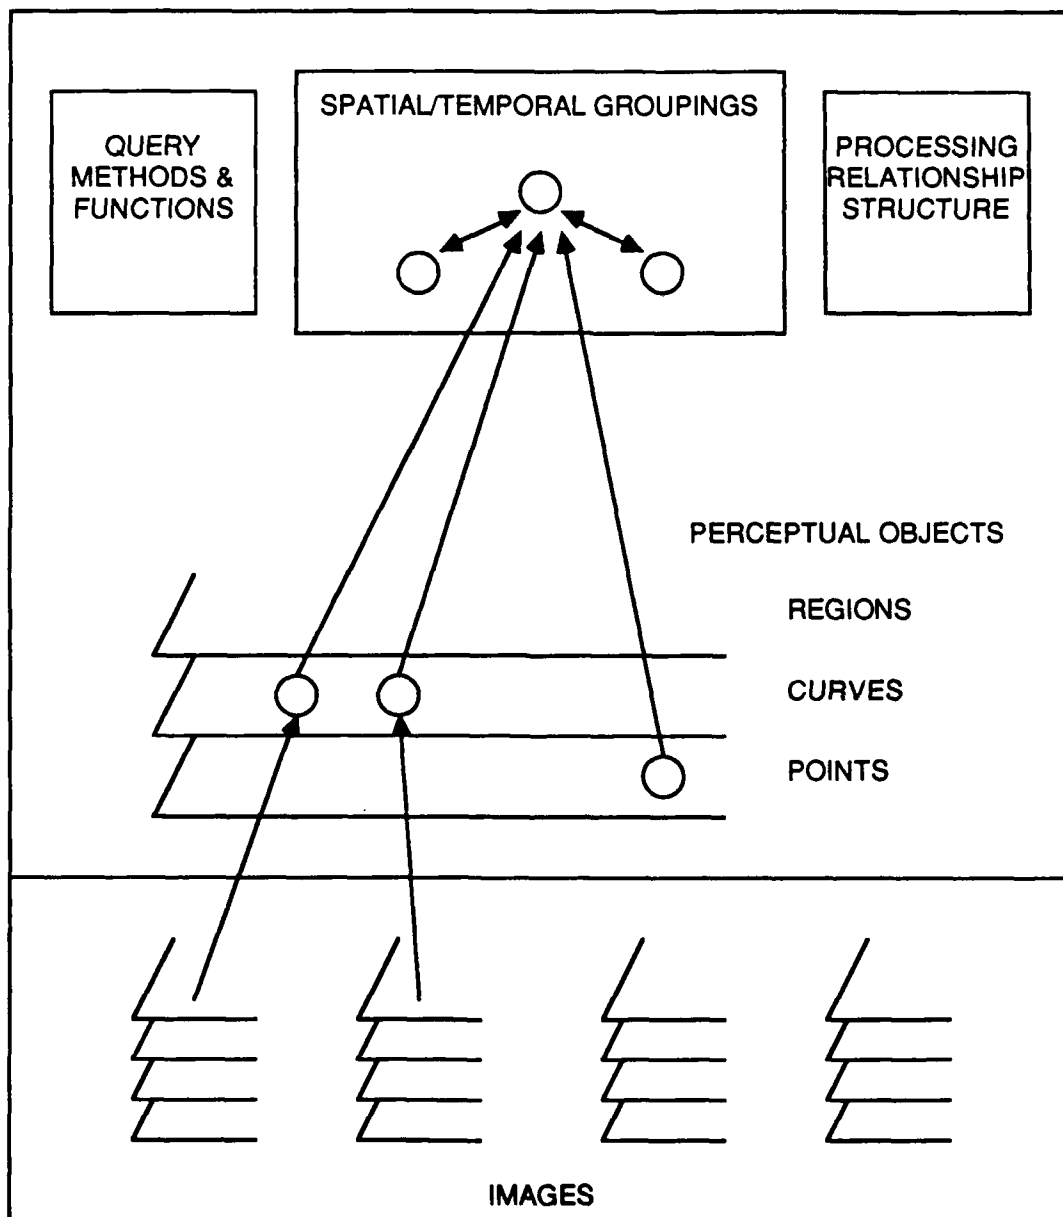 QUERY
METHODS &
FUNCTIONS
SPATIAL/TEMPORAL GROUPINGS
PROCESSING
RELATIONSHIP
STRUCTURE
PERCEPTUAL OBJECTS
REGIONS
CURVES
POINTS
IMAGES